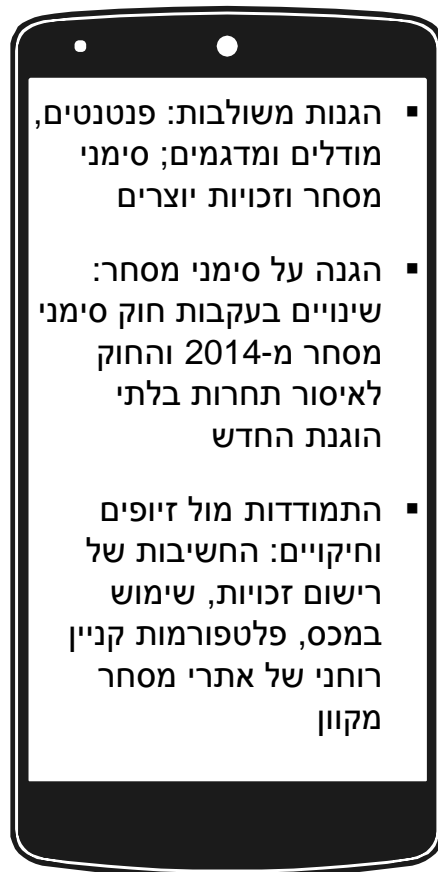 ▪ הגנות משולבות: פנטנטים,
מודלים ומדגמים; סימני
מסחר וזכויות יוצרים
▪ הגנה על סימני מסחר:
שינויים בעקבות חוק סימני
מסחר מ-2014 והחוק
לאיסור תחרות בלתי
הוגנת החדש
▪ התמודדות מול זיופים
וחיקויים: החשיבות של
רישום זכויות, שימוש
במכס, פלטפורמות קניין
רוחני של אתרי מסחר
מקוון